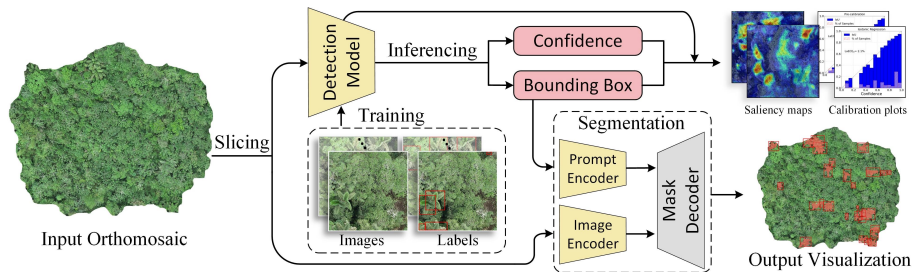 Input Orthomosaic
Slicing
Detection
Model
Training
Images
Labels
Inferencing
Confidence
Bounding Box
Segmentation
Prompt
Encoder
Image
Encoder
Mask
Decoder
Saliency maps
Calibration plots
Confidence
Output Visualization